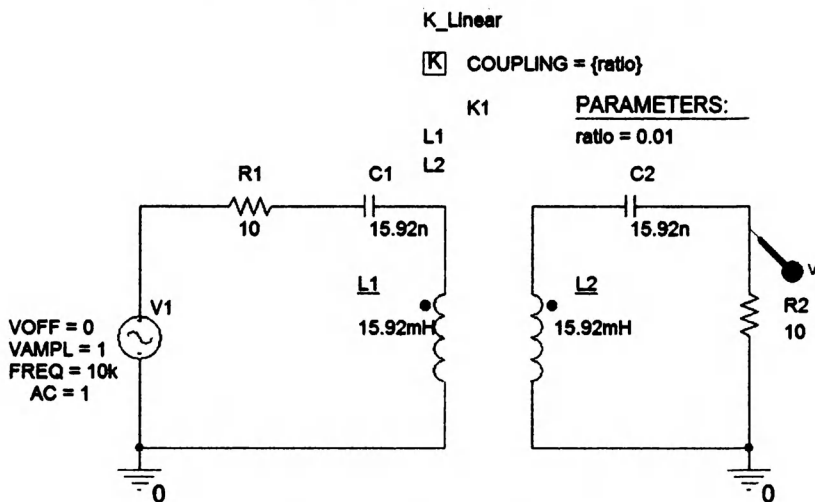 K_Linear
K COUPLING = {ratio}
K1
PARAMETERS:
ratio = 0.01
L1
L2
R1
C1
C2
10
15.92n
15.92n
V
L1
L2
R2
10
15.92mH
15.92mH
V1
VOFF = 0
VAMPL = 1
FREQ = 10k
AC = 1
0
0